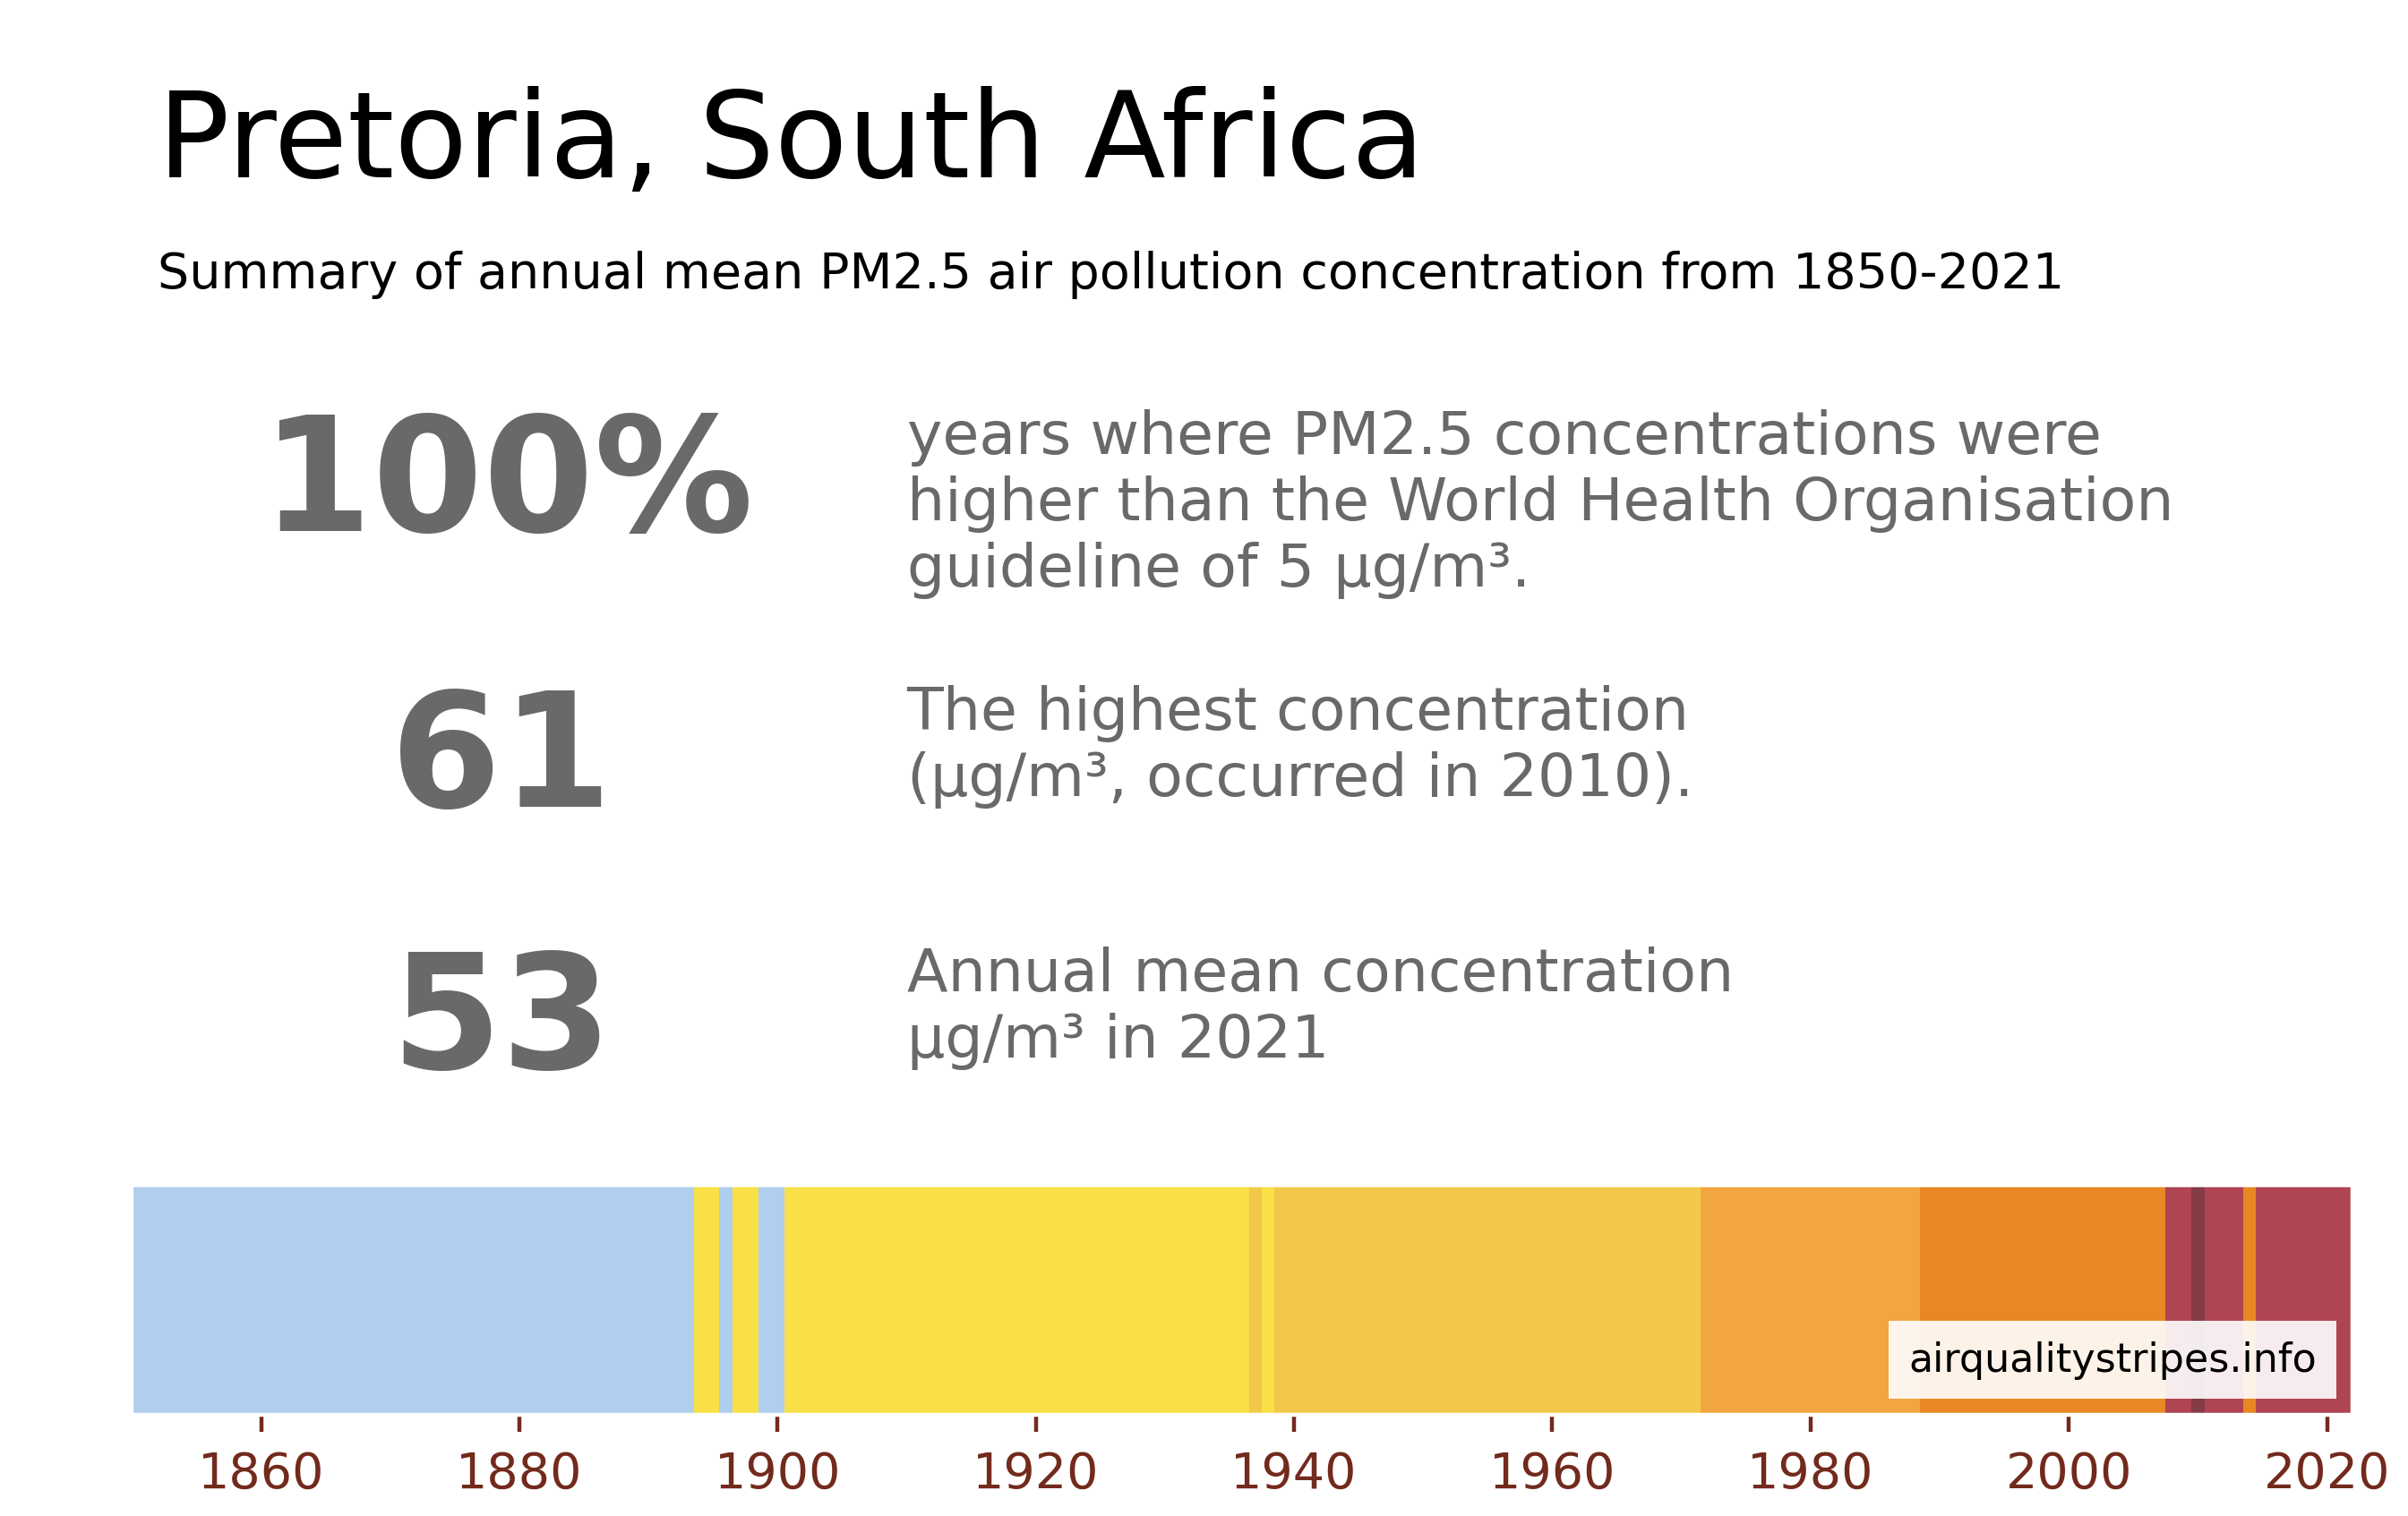 Pretoria, South Africa
Summary of annual mean PM2.5 air pollution concentration from 1850-2021
100%
years where PM2.5 concentrations were
higher than the World Health Organisation
guideline of 5 µg/m³.
61
The highest concentration
(µg/m³, occurred in 2010).
53
Annual mean concentration
µg/m³ in 2021
airqualitystripes.info
1860 1880 1900 1920 1940 1960 1980 2000 2020